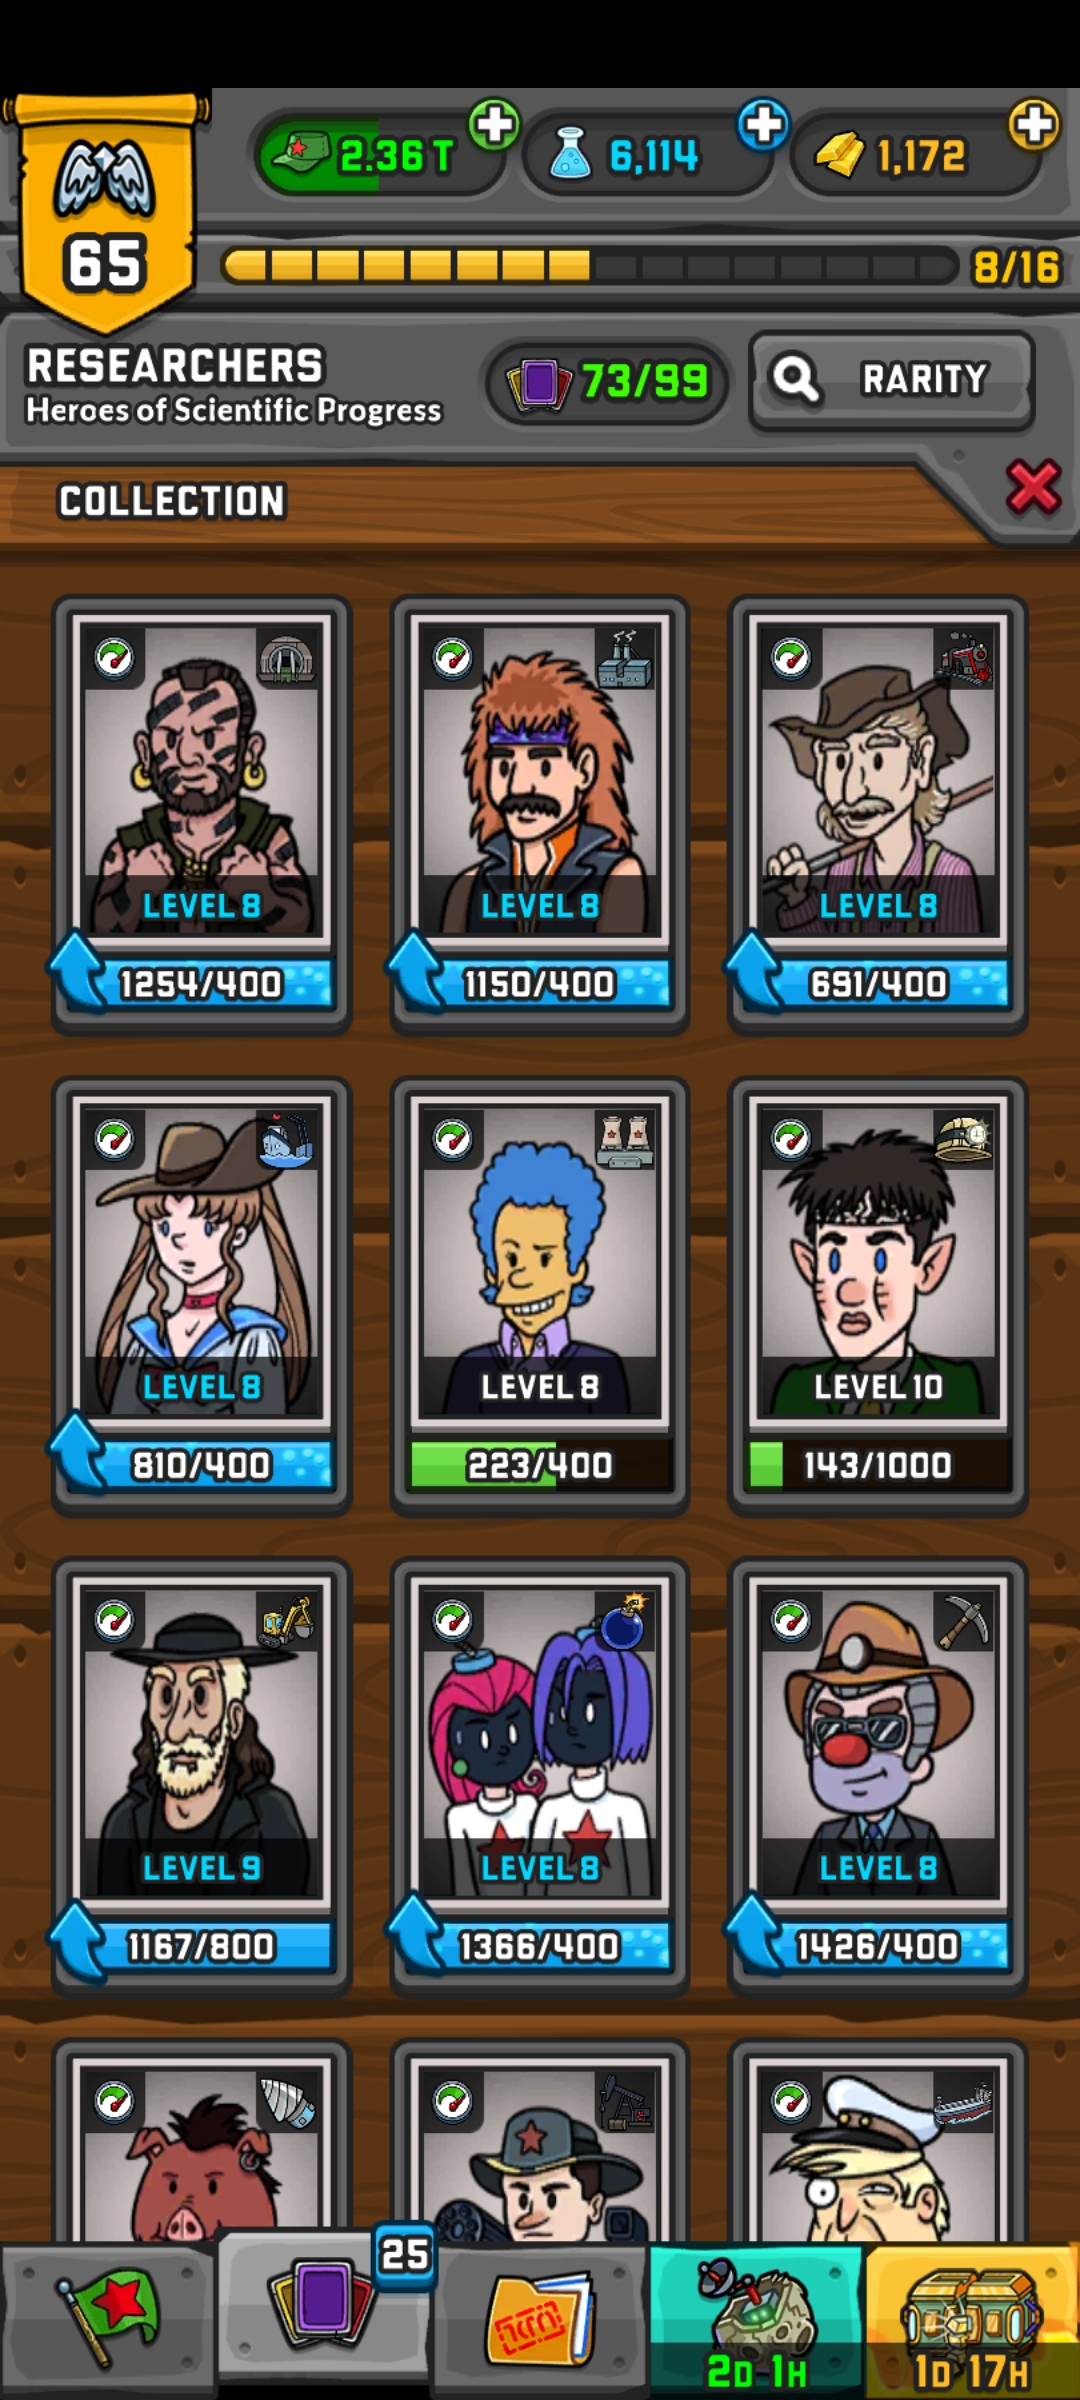 2.36 T
6,114
1,172
65
8/16
RESEARCHERS
Heroes of Scientific Progress
73/99
RARITY
COLLECTION
LEVEL 8
LEVEL 8
LEVEL 8
1254/400
1150/400
691/400
LEVEL 8
LEVEL 8
LEVEL 10
810/400
223/400
143/1000
LEVEL 9
LEVEL 8
LEVEL 8
1167/800
1366/400
1426/400
25
2D 1H
1D 17H